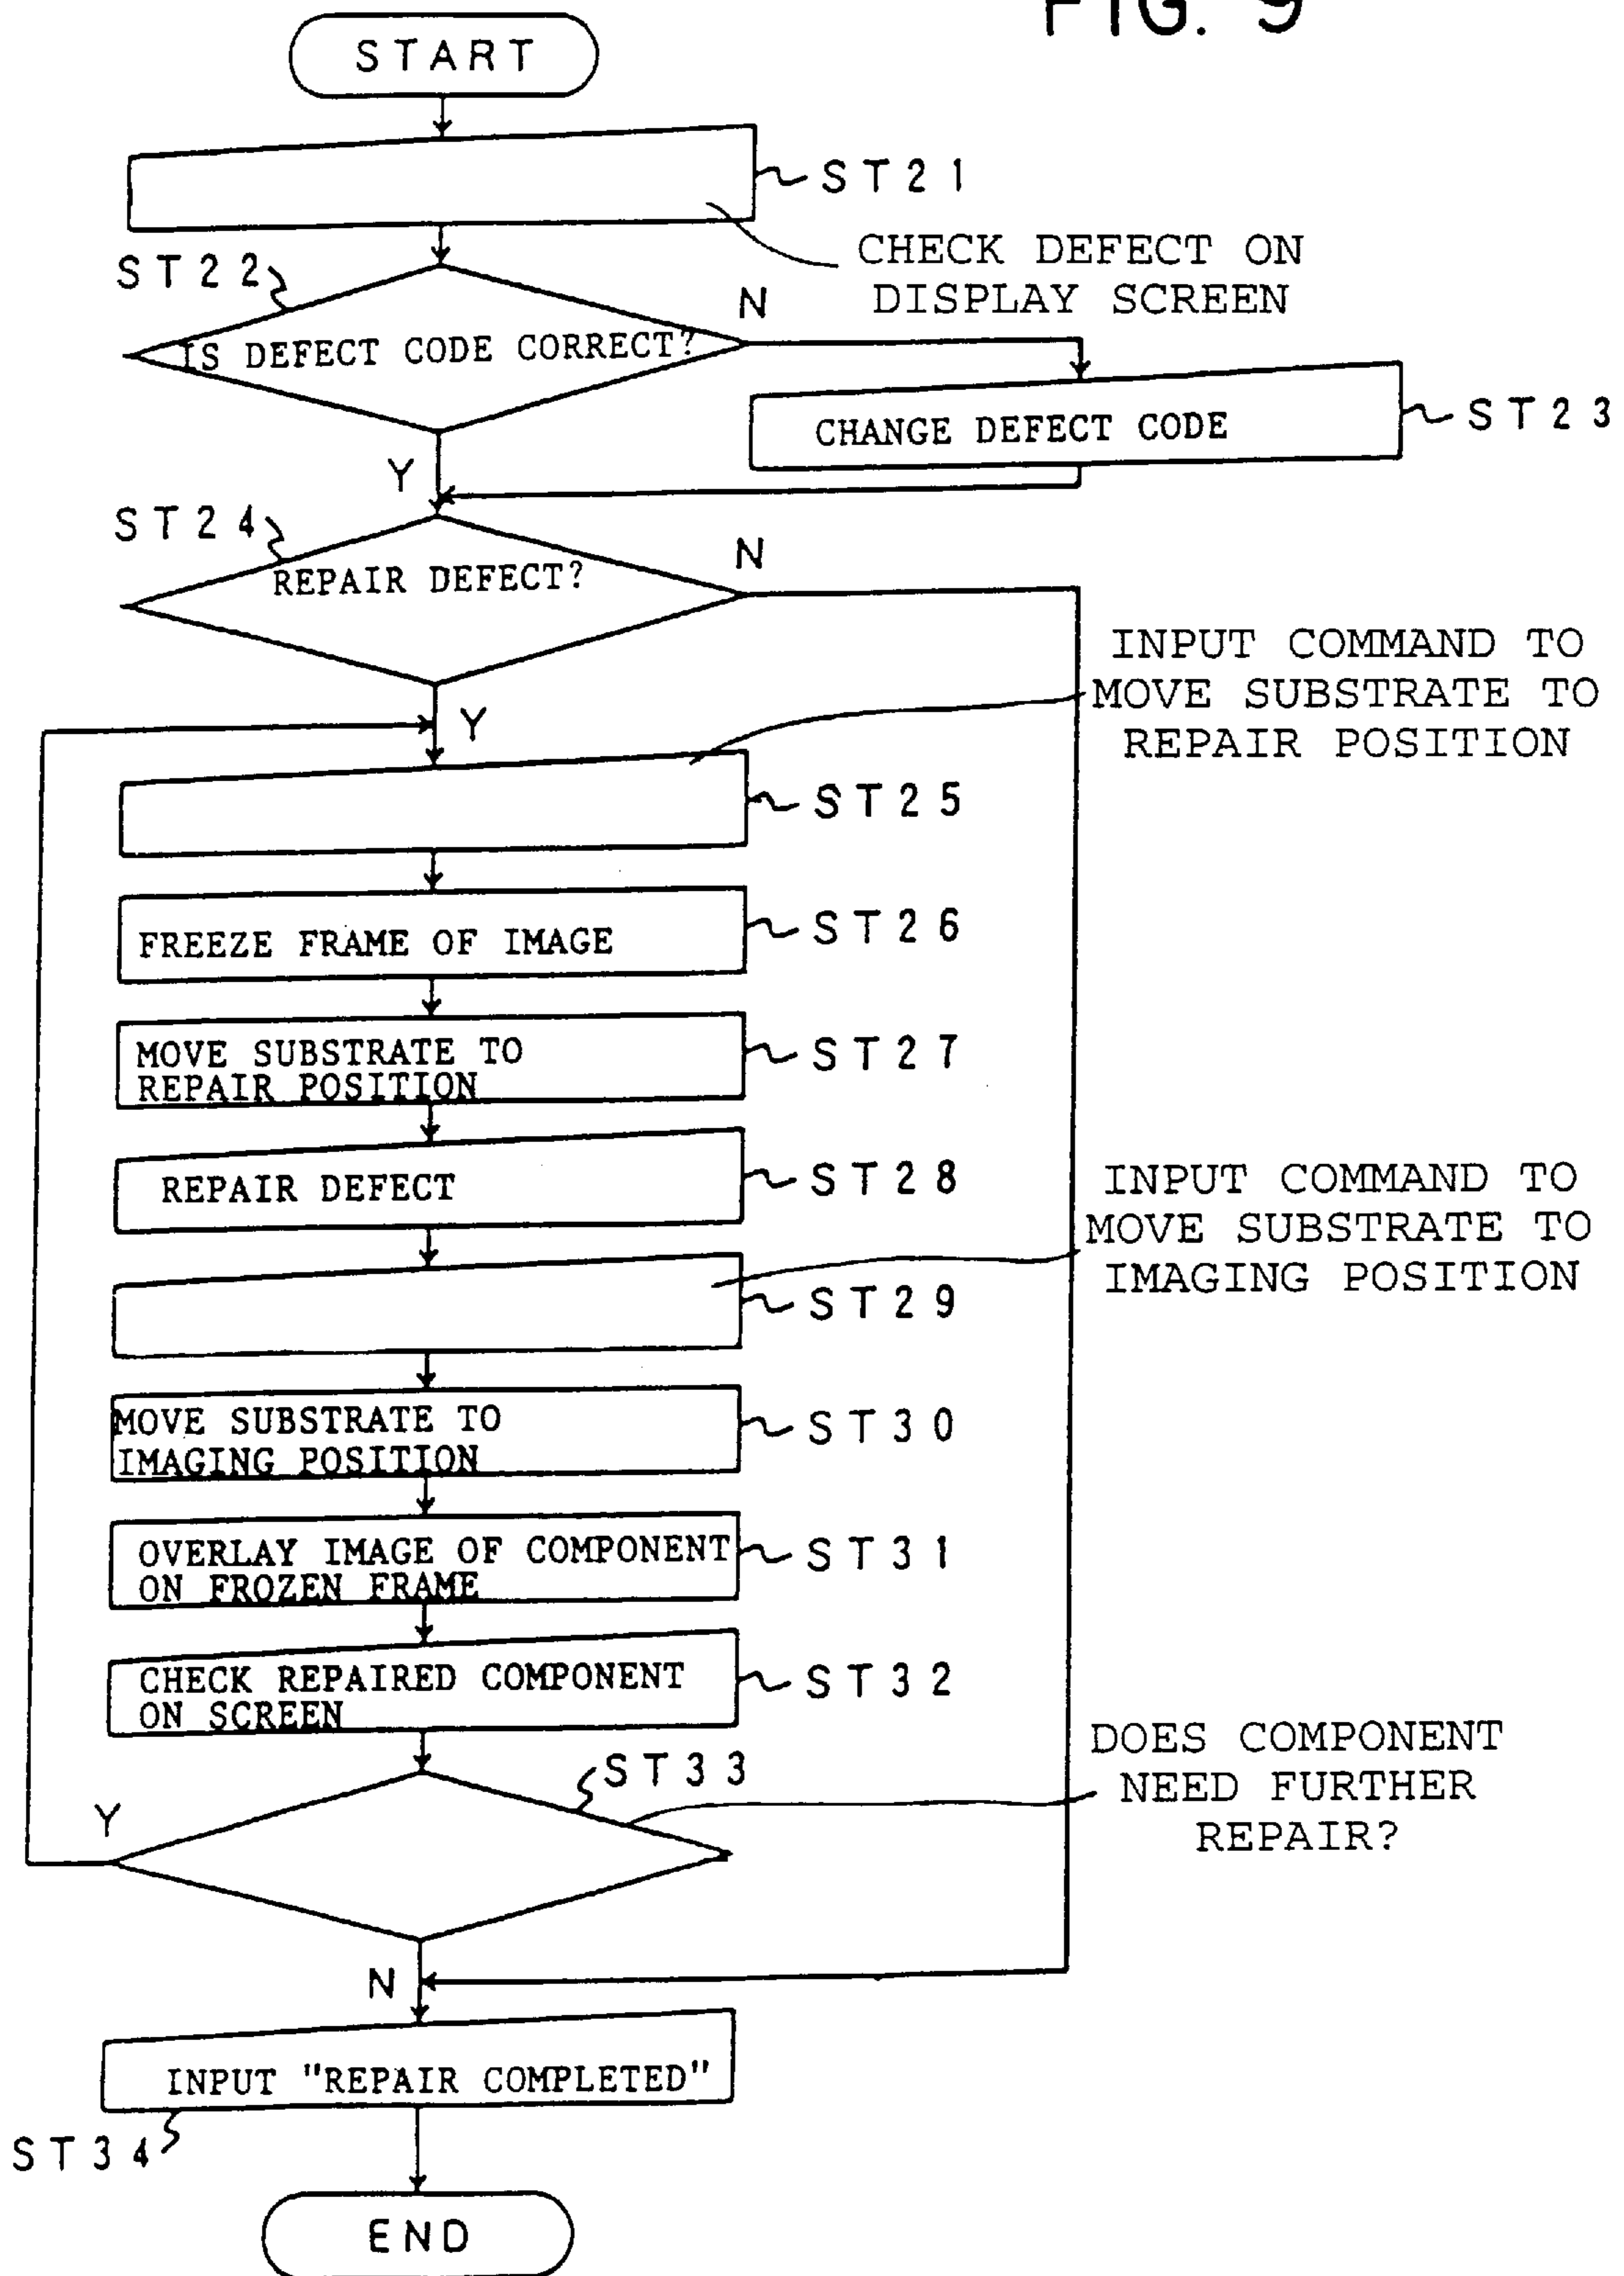 FIG. 9
START
ST21
CHECK DEFECT ON
DISPLAY SCREEN
ST22
IS DEFECT CODE CORRECT?
N
CHANGE DEFECT CODE
ST23
Y
ST24
REPAIR DEFECT?
N
INPUT COMMAND TO
MOVE SUBSTRATE TO
REPAIR POSITION
Y
ST25
FREEZE FRAME OF IMAGE
ST26
MOVE SUBSTRATE TO
REPAIR POSITION
ST27
REPAIR DEFECT
ST28
INPUT COMMAND TO
MOVE SUBSTRATE TO
IMAGING POSITION
ST29
MOVE SUBSTRATE TO
IMAGING POSITION
ST30
OVERLAY IMAGE OF COMPONENT
ON FROZEN FRAME
ST31
CHECK REPAIRED COMPONENT
ON SCREEN
ST32
ST33
DOES COMPONENT
NEED FURTHER
REPAIR?
Y
N
INPUT "REPAIR COMPLETED"
ST34
END